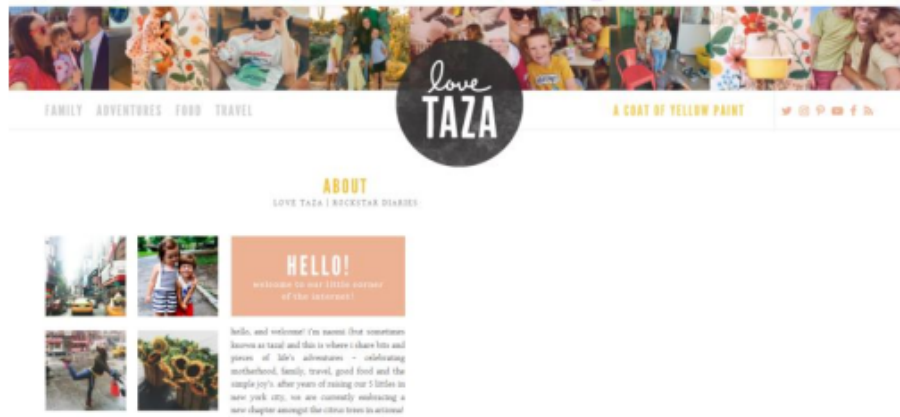 love
TAZA
FAMILY ADVENTURES FOOD TRAVEL
A COAT OF YELLOW PAINT
ABOUT
LOVE TAZA | ROCKSTAR DIARIES
HELLO!
welcome to our little corner
of the internet!
hello, and welcome! i'm naomi (but sometimes
known as taza) and this is where i share bits and
pieces of life's adventures – celebrating
motherhood, family, travel, good food and the
simple joy's. after years of raising our 5 littles in
new york city, we are currently embracing a
new chapter amongst the citrus trees in arizona!